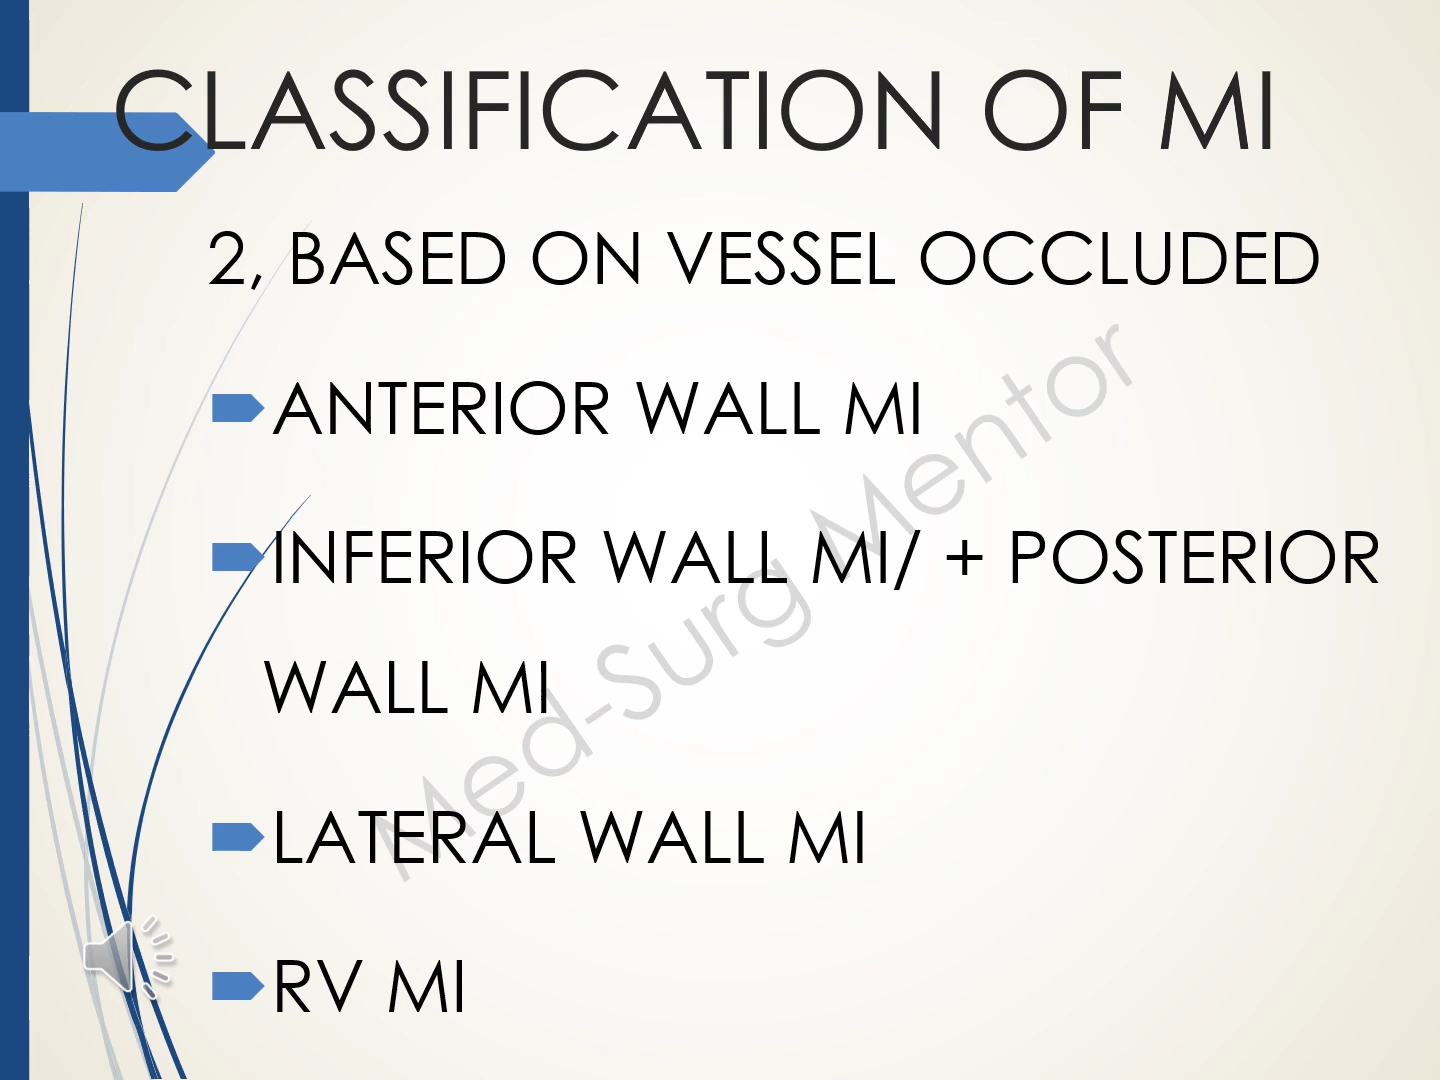 CLASSIFICATION OF MI
2, BASED ON VESSEL OCCLUDED
ANTERIOR WALL MI
INFERIOR WALL MI/ + POSTERIOR
WALL MI
LATERAL WALL MI
RV MI
Med-Surg Mentor